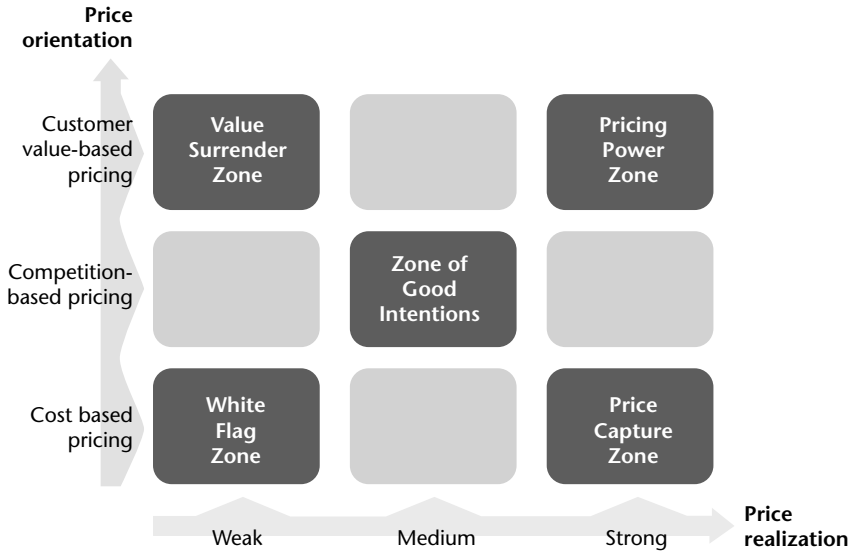 Price
orientation
Customer
value-based
pricing
Value
Surrender
Zone
Pricing
Power
Zone
Competition-
based pricing
Zone of
Good
Intentions
Cost based
pricing
White
Flag
Zone
Price
Capture
Zone
Weak
Medium
Strong
Price
realization